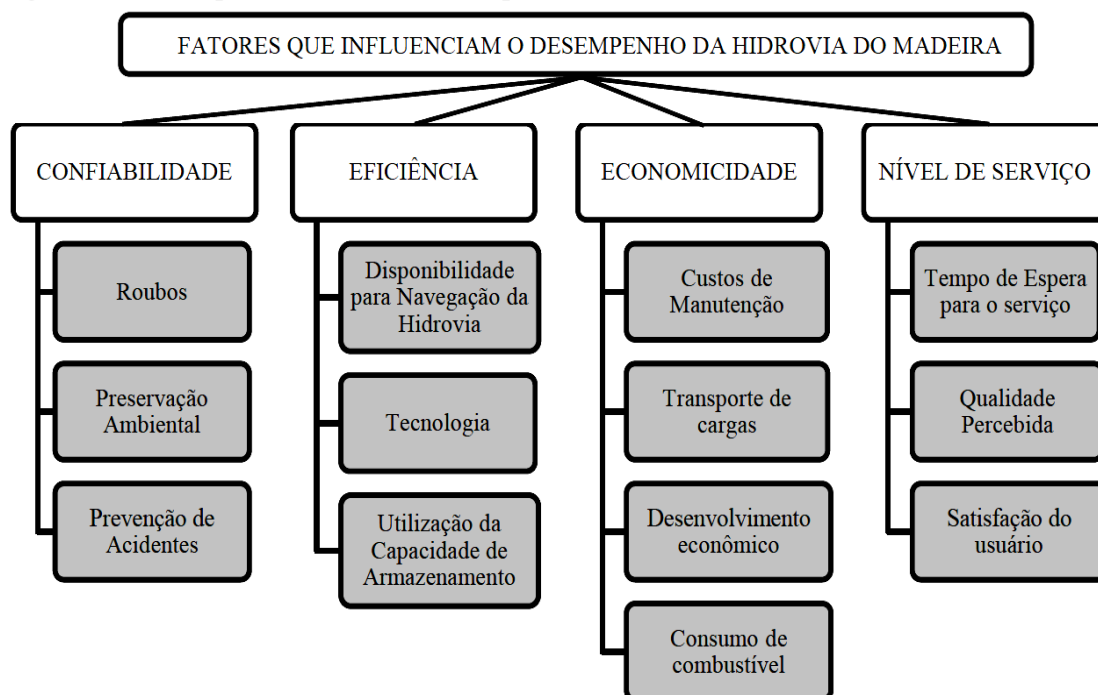 FATORES QUE INFLUENCIAM O DESEMPENHO DA HIDROVIA DO MADEIRA
CONFIABILIDADE
Roubos
Preservação
Ambiental
Prevenção de
Acidentes
EFICIÊNCIA
Disponibilidade
para Navegação da
Hidrovia
Tecnologia
Utilização da
Capacidade de
Armazenamento
ECONOMICIDADE
Custos de
Manutenção
Transporte de
cargas
Desenvolvimento
econômico
Consumo de
combustível
NÍVEL DE SERVIÇO
Tempo de Espera
para o serviço
Qualidade
Percebida
Satisfação do
usuário